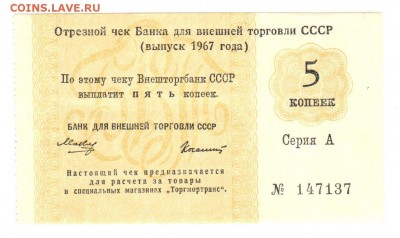 COINS.LAVE.RU
Отрезной чек Банка для внешней торговли СССР
(выпуск 1967 года)
По этому чеку Внешторгбанк СССР
выплатит ПЯТЬ копеек.
БАНК ДЛЯ ВНЕШНЕЙ ТОРГОВЛИ СССР
Настоящий чек предназначается
для расчета за товары
в специальных магазинах „Торгмортранс".
5
КОПЕЕК
Серия А
№ 147137